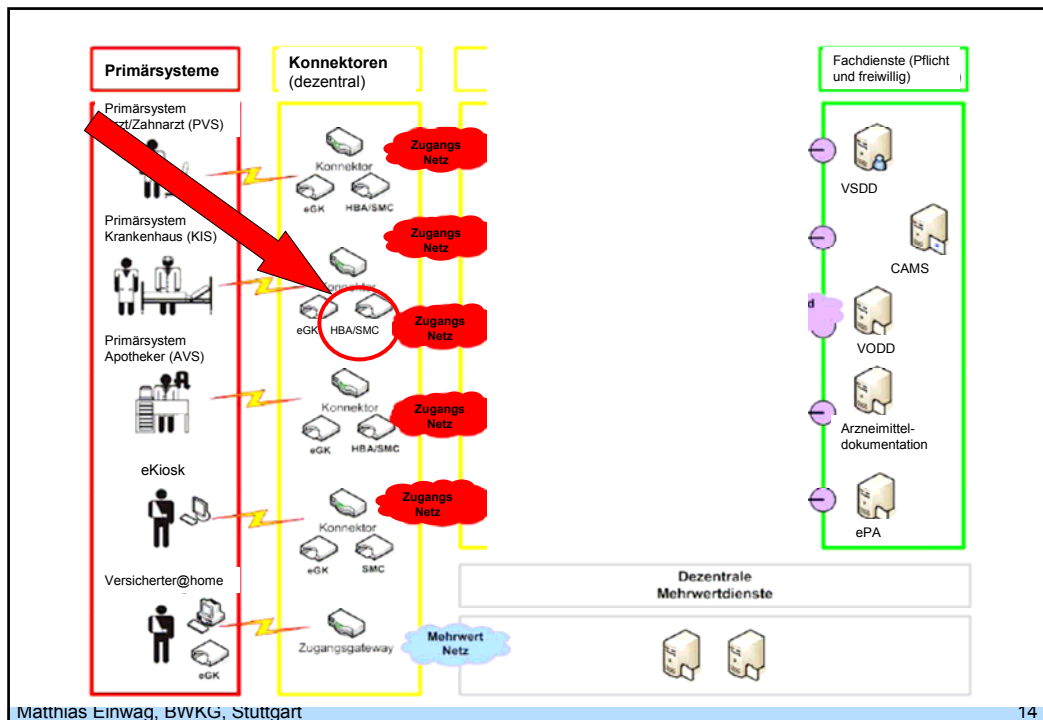 Primärsysteme
Konnektoren
(dezentral)
Fachdienste (Pflicht
und freiwillig)
)
Primärsystem
rzt/Zahnarzt (PVS)
Konnektor
eGK HBA/SMC
Zugangs
Netz
VSDD
Primärsystem
Krankenhaus (KIS)
Konnektor
eGK HBA/SMC
Zugangs
Netz
CAMS
Zugangs
Netz
d
VODD
Primärsystem
Apotheker (AVS)
Konnektor
eGK HBA/SMC
Zugangs
Netz
Arzneimittel-
dokumentation
eKiosk
Konnektor
eGK SMC
Zugangs
Netz
ePA
Dezentrale
Mehrwertdienste
Versicherter@home
eGK
Zugangsgateway
Mehrwert
Netz
Matthias Einwag, BWKG, Stuttgart
14